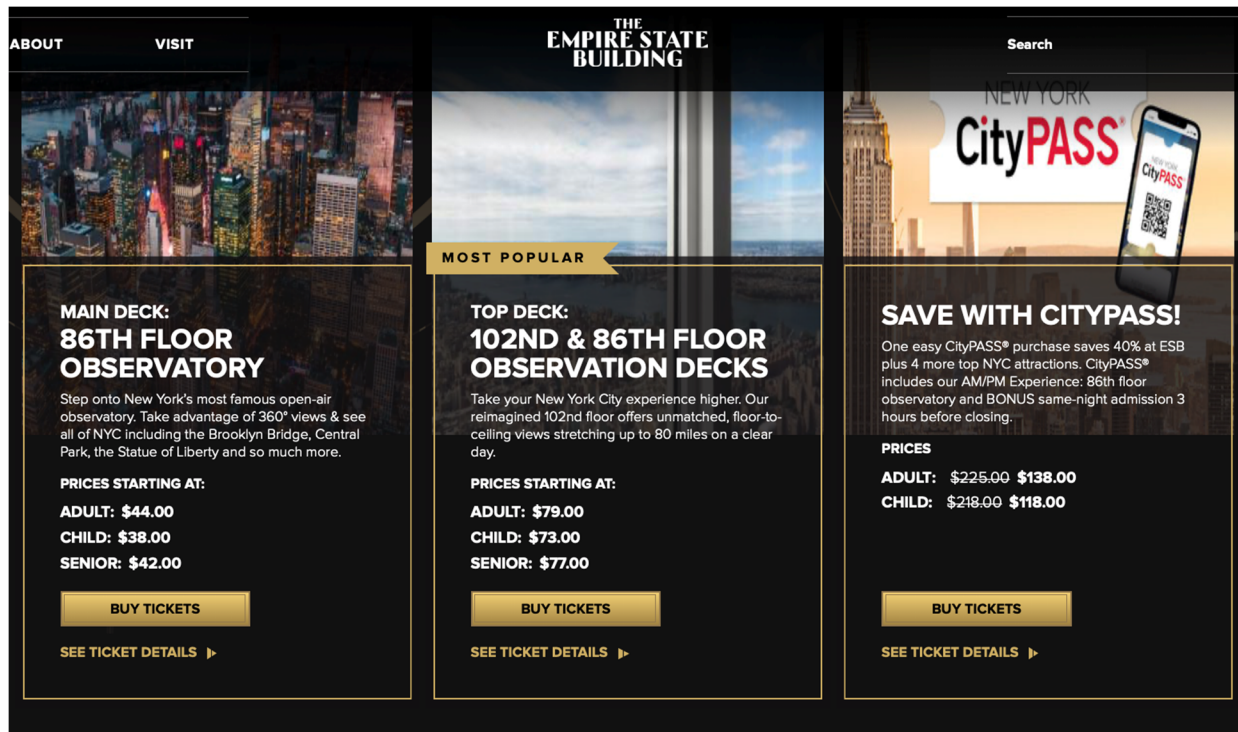 ABOUT
VISIT
THE
EMPIRE STATE
BUILDING
Search
NEW YORK
CityPASS®
NEW YORK
CityPASS
MOST POPULAR
MAIN DECK:
86TH FLOOR
OBSERVATORY
Step onto New York's most famous open-air
observatory. Take advantage of 360° views & see
all of NYC including the Brooklyn Bridge, Central
Park, the Statue of Liberty and so much more.
PRICES STARTING AT:
ADULT: $44.00
CHILD: $38.00
SENIOR: $42.00
BUY TICKETS
SEE TICKET DETAILS
TOP DECK:
102ND & 86TH FLOOR
OBSERVATION DECKS
Take your New York City experience higher. Our
reimagined 102nd floor offers unmatched, floor-to-
ceiling views stretching up to 80 miles on a clear
day.
PRICES STARTING AT:
ADULT: $79.00
CHILD: $73.00
SENIOR: $77.00
BUY TICKETS
SEE TICKET DETAILS
SAVE WITH CITYPASS!
One easy CityPASS® purchase saves 40% at ESB
plus 4 more top NYC attractions. CityPASS®
includes our AM/PM Experience: 86th floor
observatory and BONUS same-night admission 3
hours before closing.
PRICES
ADULT: $225.00 $138.00
CHILD: $218.00 $118.00
BUY TICKETS
SEE TICKET DETAILS